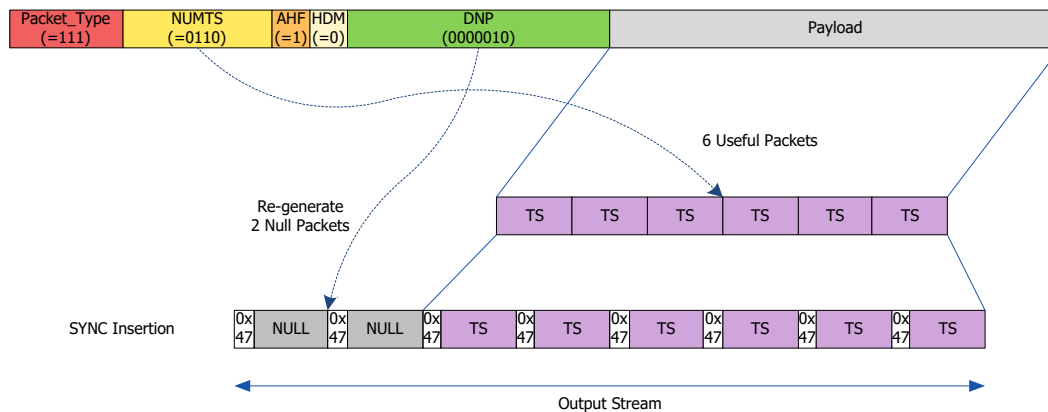 Packet_Type NUMTS AHF HDM DNP Payload
(=111) (=0110) (=1) (=0) (0000010)
6 Useful Packets
Re-generate
2 Null Packets
TS TS TS TS TS TS
SYNC Insertion
0x NULL 0x NULL 0x TS 0x TS 0x TS 0x TS 0x TS 0x TS
47 47 47 47 47 47 47 47
Output Stream